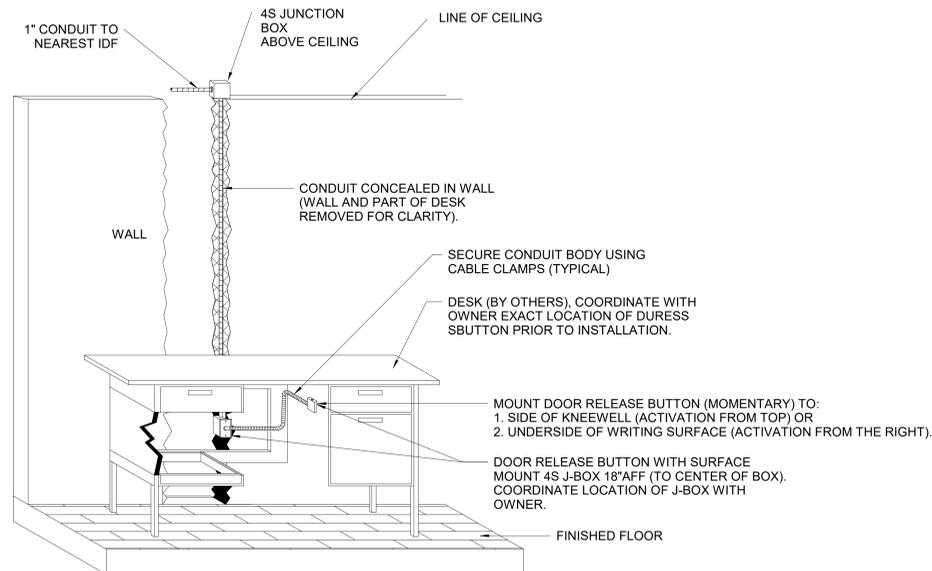 1" CONDUIT TO
NEAREST IDF
4S JUNCTION
BOX
ABOVE CEILING
LINE OF CEILING
CONDUIT CONCEALED IN WALL
(WALL AND PART OF DESK
REMOVED FOR CLARITY).
WALL
SECURE CONDUIT BODY USING
CABLE CLAMPS (TYPICAL)
DESK (BY OTHERS), COORDINATE WITH
OWNER EXACT LOCATION OF DURESS
SBUTTON PRIOR TO INSTALLATION.
MOUNT DOOR RELEASE BUTTON (MOMENTARY) TO:
1. SIDE OF KNEEWELL (ACTIVATION FROM TOP) OR
2. UNDERSIDE OF WRITING SURFACE (ACTIVATION FROM THE RIGHT).
DOOR RELEASE BUTTON WITH SURFACE
MOUNT 4S J-BOX 18"AFF (TO CENTER OF BOX).
COORDINATE LOCATION OF J-BOX WITH
OWNER.
FINISHED FLOOR